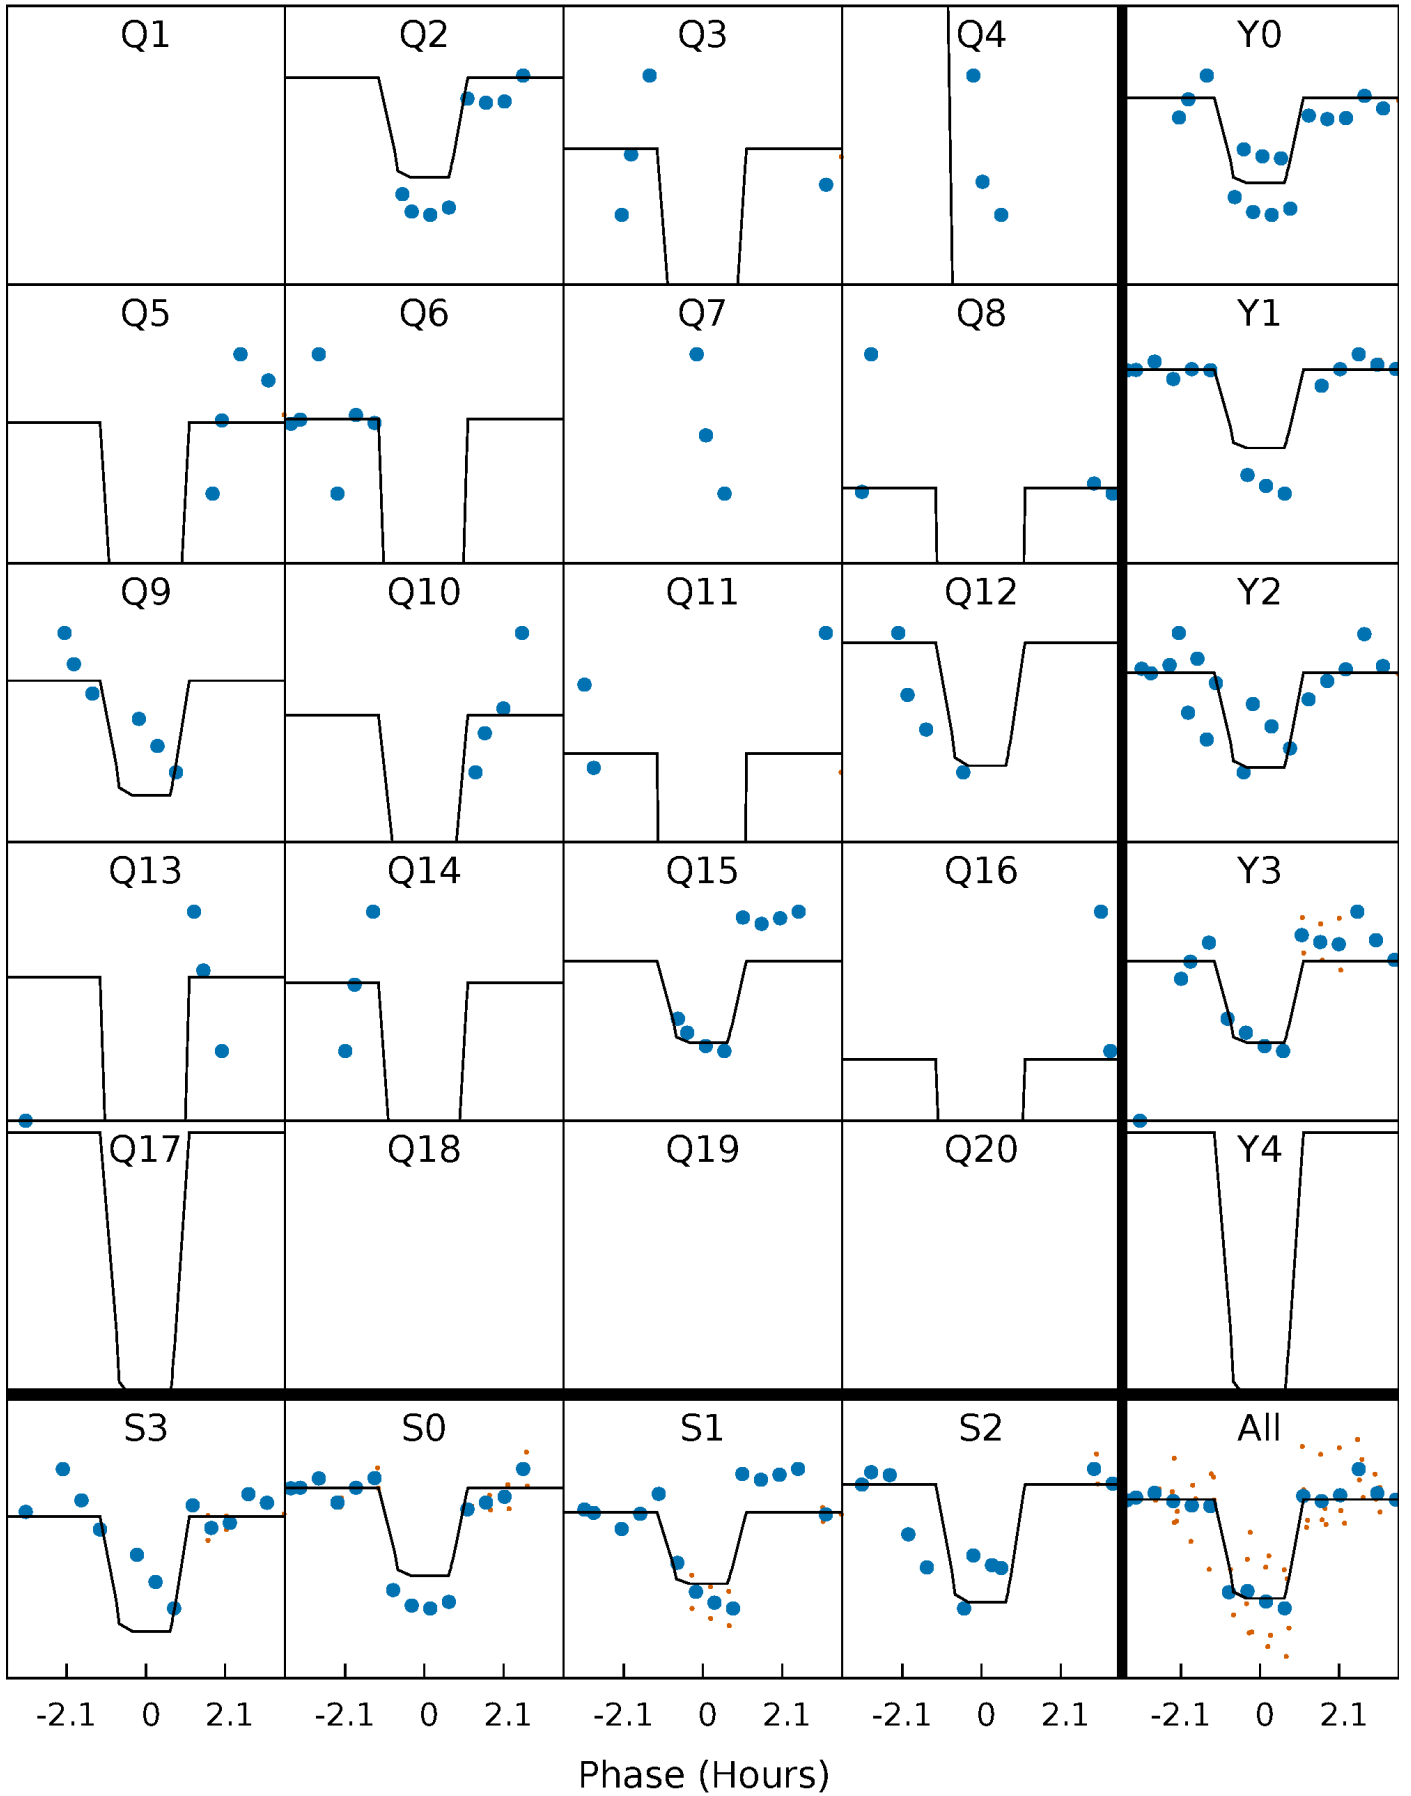 Q1 Q2 Q3 Q4 Y0
Q5 Q6 Q7 Q8 Y1
Q9 Q10 Q11 Q12 Y2
Q13 Q14 Q15 Q16 Y3
Q17 Q18 Q19 Q20 Y4
S3 S0 S1 S2 All
-2.1 0 2.1 -2.1 0 2.1 -2.1 0 2.1 -2.1 0 2.1 -2.1 0 2.1
Phase (Hours)